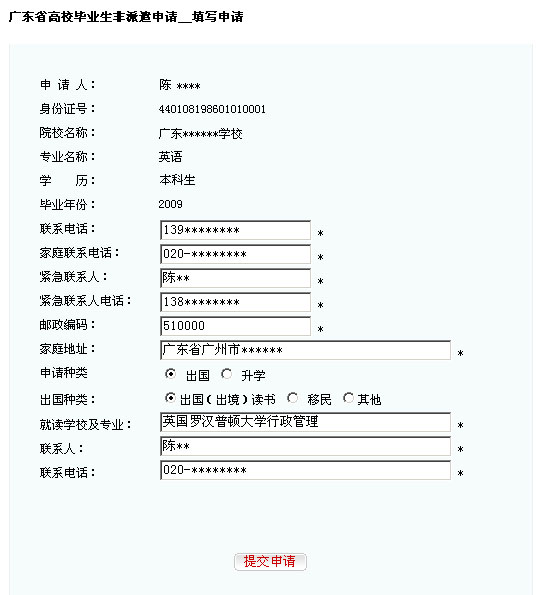 广东省高校毕业生非派遣申请__填写申请
申 请 人： 陈 ****
身份证号： 440108198601010001
院校名称： 广东******学校
专业名称： 英语
学 历： 本科生
毕业年份： 2009
联系电话： 139******** *
家庭联系电话： 020-******** *
紧急联系人： 陈** *
紧急联系人电话： 138******** *
邮政编码： 510000 *
家庭地址： 广东省广州市****** *
申请种类 出国 升学
出国种类： 出国（出境）读书 移民 其他
就读学校及专业： 英国罗汉普顿大学行政管理 *
联系人： 陈** *
联系电话： 020-******** *
提交申请